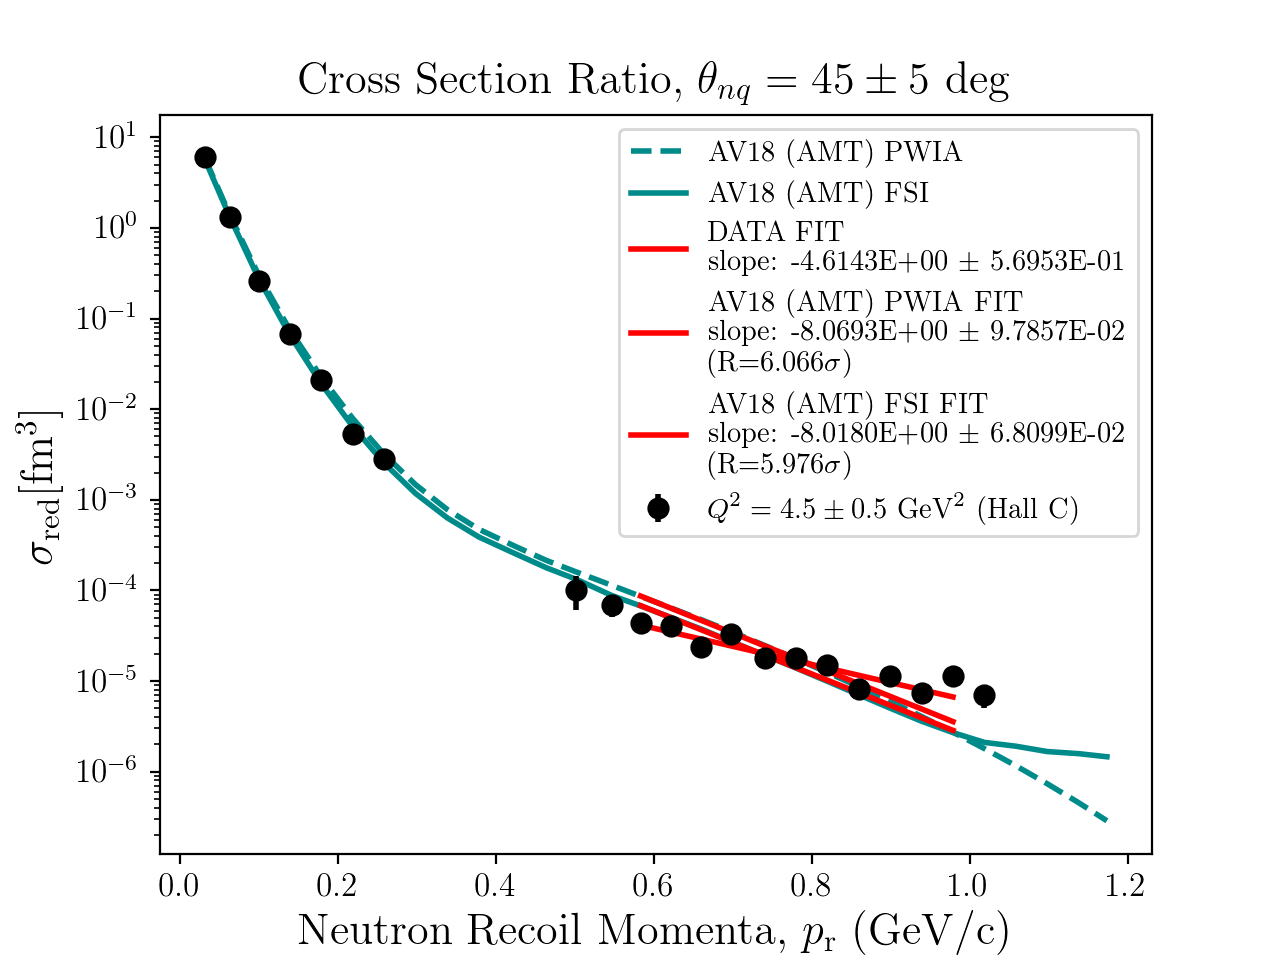 Cross Section Ratio, θnq = 45 ± 5 deg
AV18 (AMT) PWIA
AV18 (AMT) FSI
DATA FIT
slope: -4.6143E+00 ± 5.6953E-01
AV18 (AMT) PWIA FIT
slope: -8.0693E+00 ± 9.7857E-02
(R=6.066σ)
AV18 (AMT) FSI FIT
slope: -8.0180E+00 ± 6.8099E-02
(R=5.976σ)
Q² = 4.5 ± 0.5 GeV² (Hall C)
σred[fm³]
10¹
10⁰
10⁻¹
10⁻²
10⁻³
10⁻⁴
10⁻⁵
10⁻⁶
0.0 0.2 0.4 0.6 0.8 1.0 1.2
Neutron Recoil Momenta, pr (GeV/c)